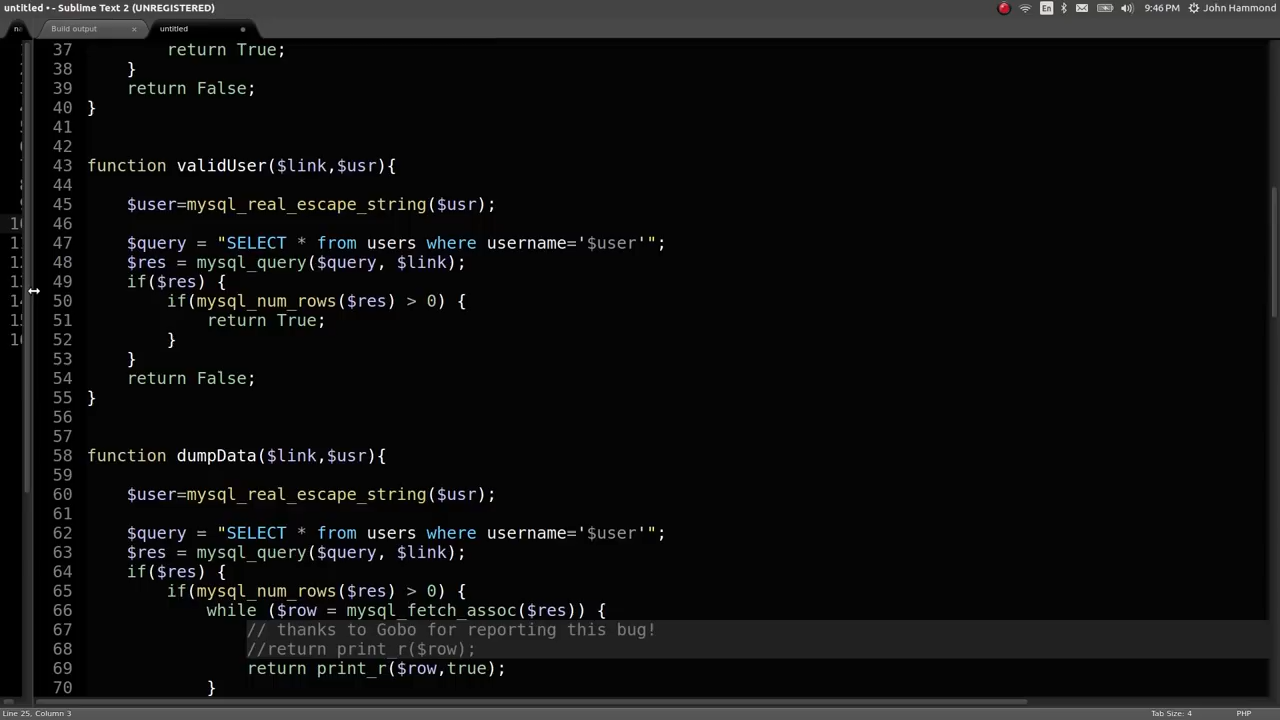 untitled • - Sublime Text 2 (UNREGISTERED)
En
9:46 PM
John Hammond
na
Build output
untitled
37 return True;
38 }
39 return False;
40 }
41
42
43 function validUser($link,$usr){
44
45 $user=mysql_real_escape_string($usr);
46
47 $query = "SELECT * from users where username='$user'";
48 $res = mysql_query($query, $link);
49 if($res) {
50 if(mysql_num_rows($res) > 0) {
51 return True;
52 }
53 }
54 return False;
55 }
56
57
58 function dumpData($link,$usr){
59
60 $user=mysql_real_escape_string($usr);
61
62 $query = "SELECT * from users where username='$user'";
63 $res = mysql_query($query, $link);
64 if($res) {
65 if(mysql_num_rows($res) > 0) {
66 while ($row = mysql_fetch_assoc($res)) {
67 // thanks to Gobo for reporting this bug!
68 //return print_r($row);
69 return print_r($row,true);
70 }
Line 25, Column 3
Tab Size: 4
PHP